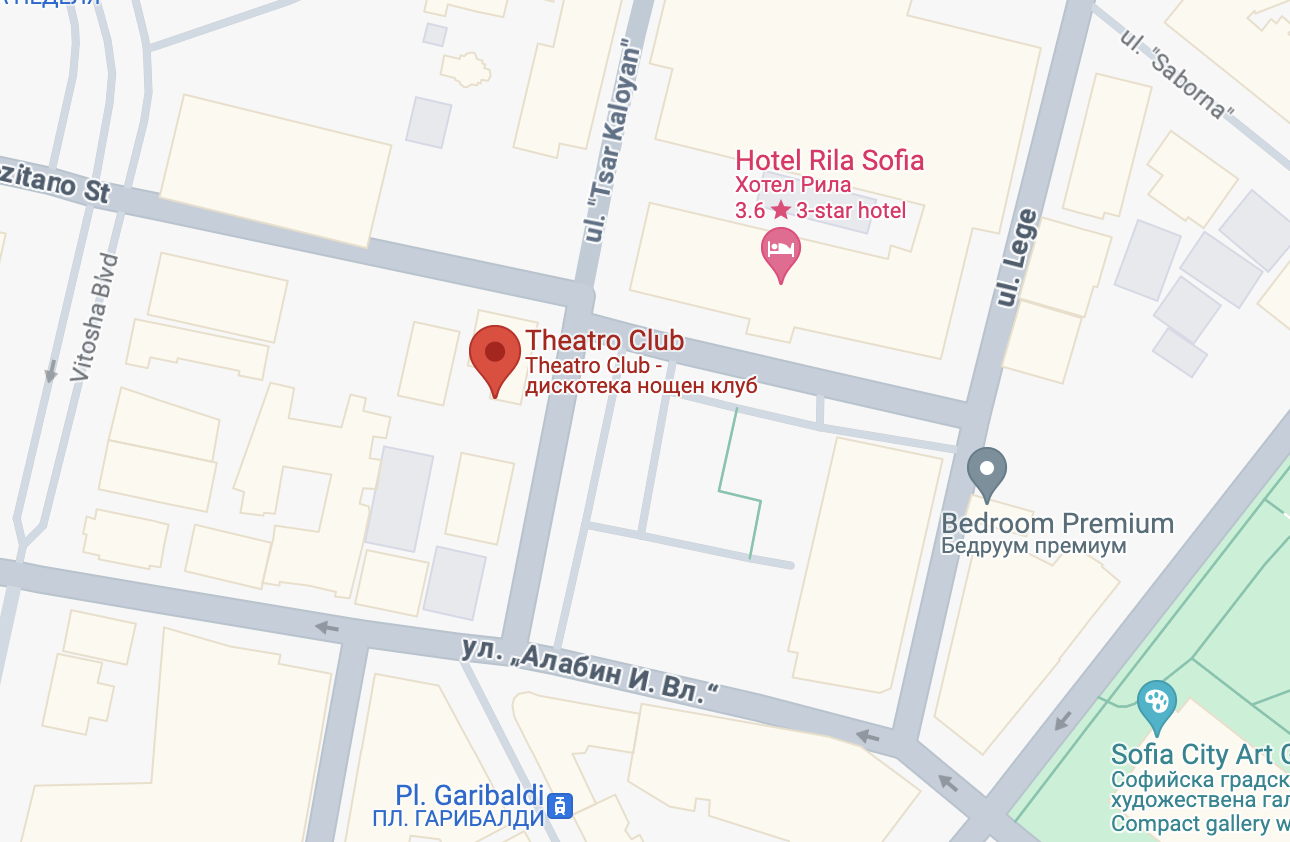 ul. "Saborna"
ul. "Tsar Kaloyan"
Hotel Rila Sofia
Хотел Рила
3.6 ★ 3-star hotel
zitano St
ul. Lege
Vitosha Blvd
Theatro Club
Theatro Club -
дискотека нощен клуб
Bedroom Premium
Бедруум премиум
ул. „Алабин И. Вл.“
Sofia City Art
Софийска градск
художествена гал
Compact gallery w
Pl. Garibaldi
ПЛ. ГАРИБАЛДИ